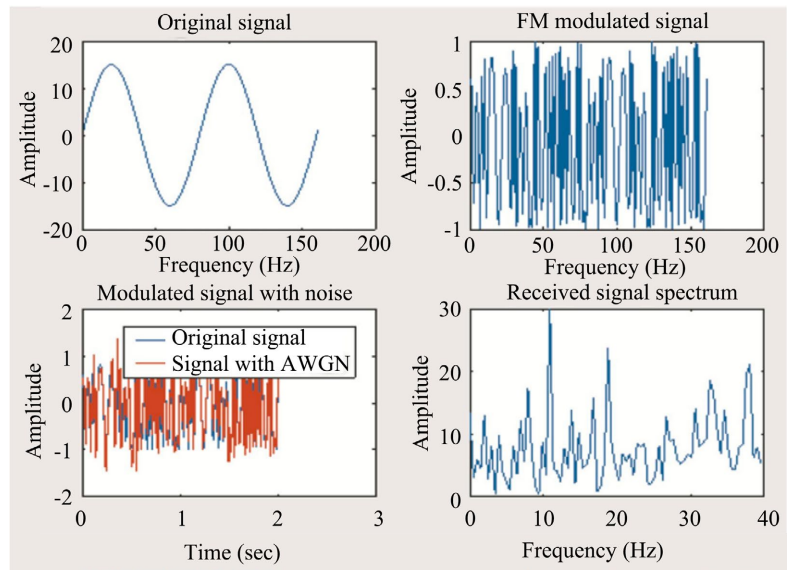 Original signal
20
10
0
-10
-20
Amplitude
0 50 100 150 200
Frequency (Hz)
FM modulated signal
1
0.5
0
-0.5
-1
Amplitude
0 50 100 150 200
Frequency (Hz)
Modulated signal with noise
Original signal
Signal with AWGN
2
1
0
-1
-2
Amplitude
0 1 2 3
Time (sec)
Received signal spectrum
30
20
10
0
Amplitude
0 10 20 30 40
Frequency (Hz)